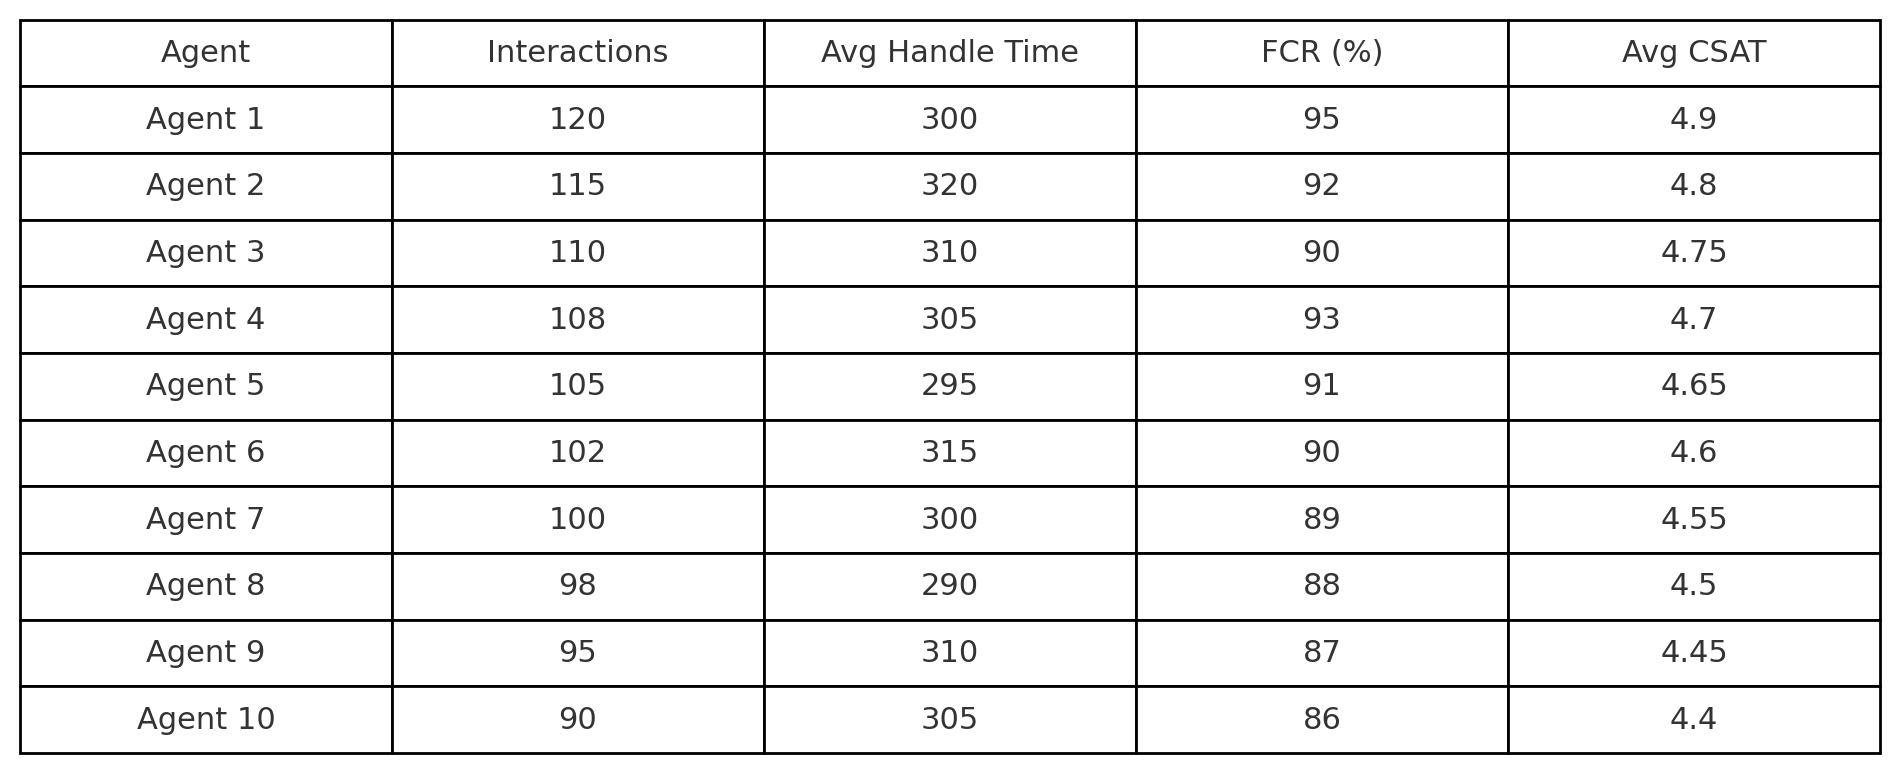 Agent Interactions Avg Handle Time FCR (%) Avg CSAT
Agent 1 120 300 95 4.9
Agent 2 115 320 92 4.8
Agent 3 110 310 90 4.75
Agent 4 108 305 93 4.7
Agent 5 105 295 91 4.65
Agent 6 102 315 90 4.6
Agent 7 100 300 89 4.55
Agent 8 98 290 88 4.5
Agent 9 95 310 87 4.45
Agent 10 90 305 86 4.4